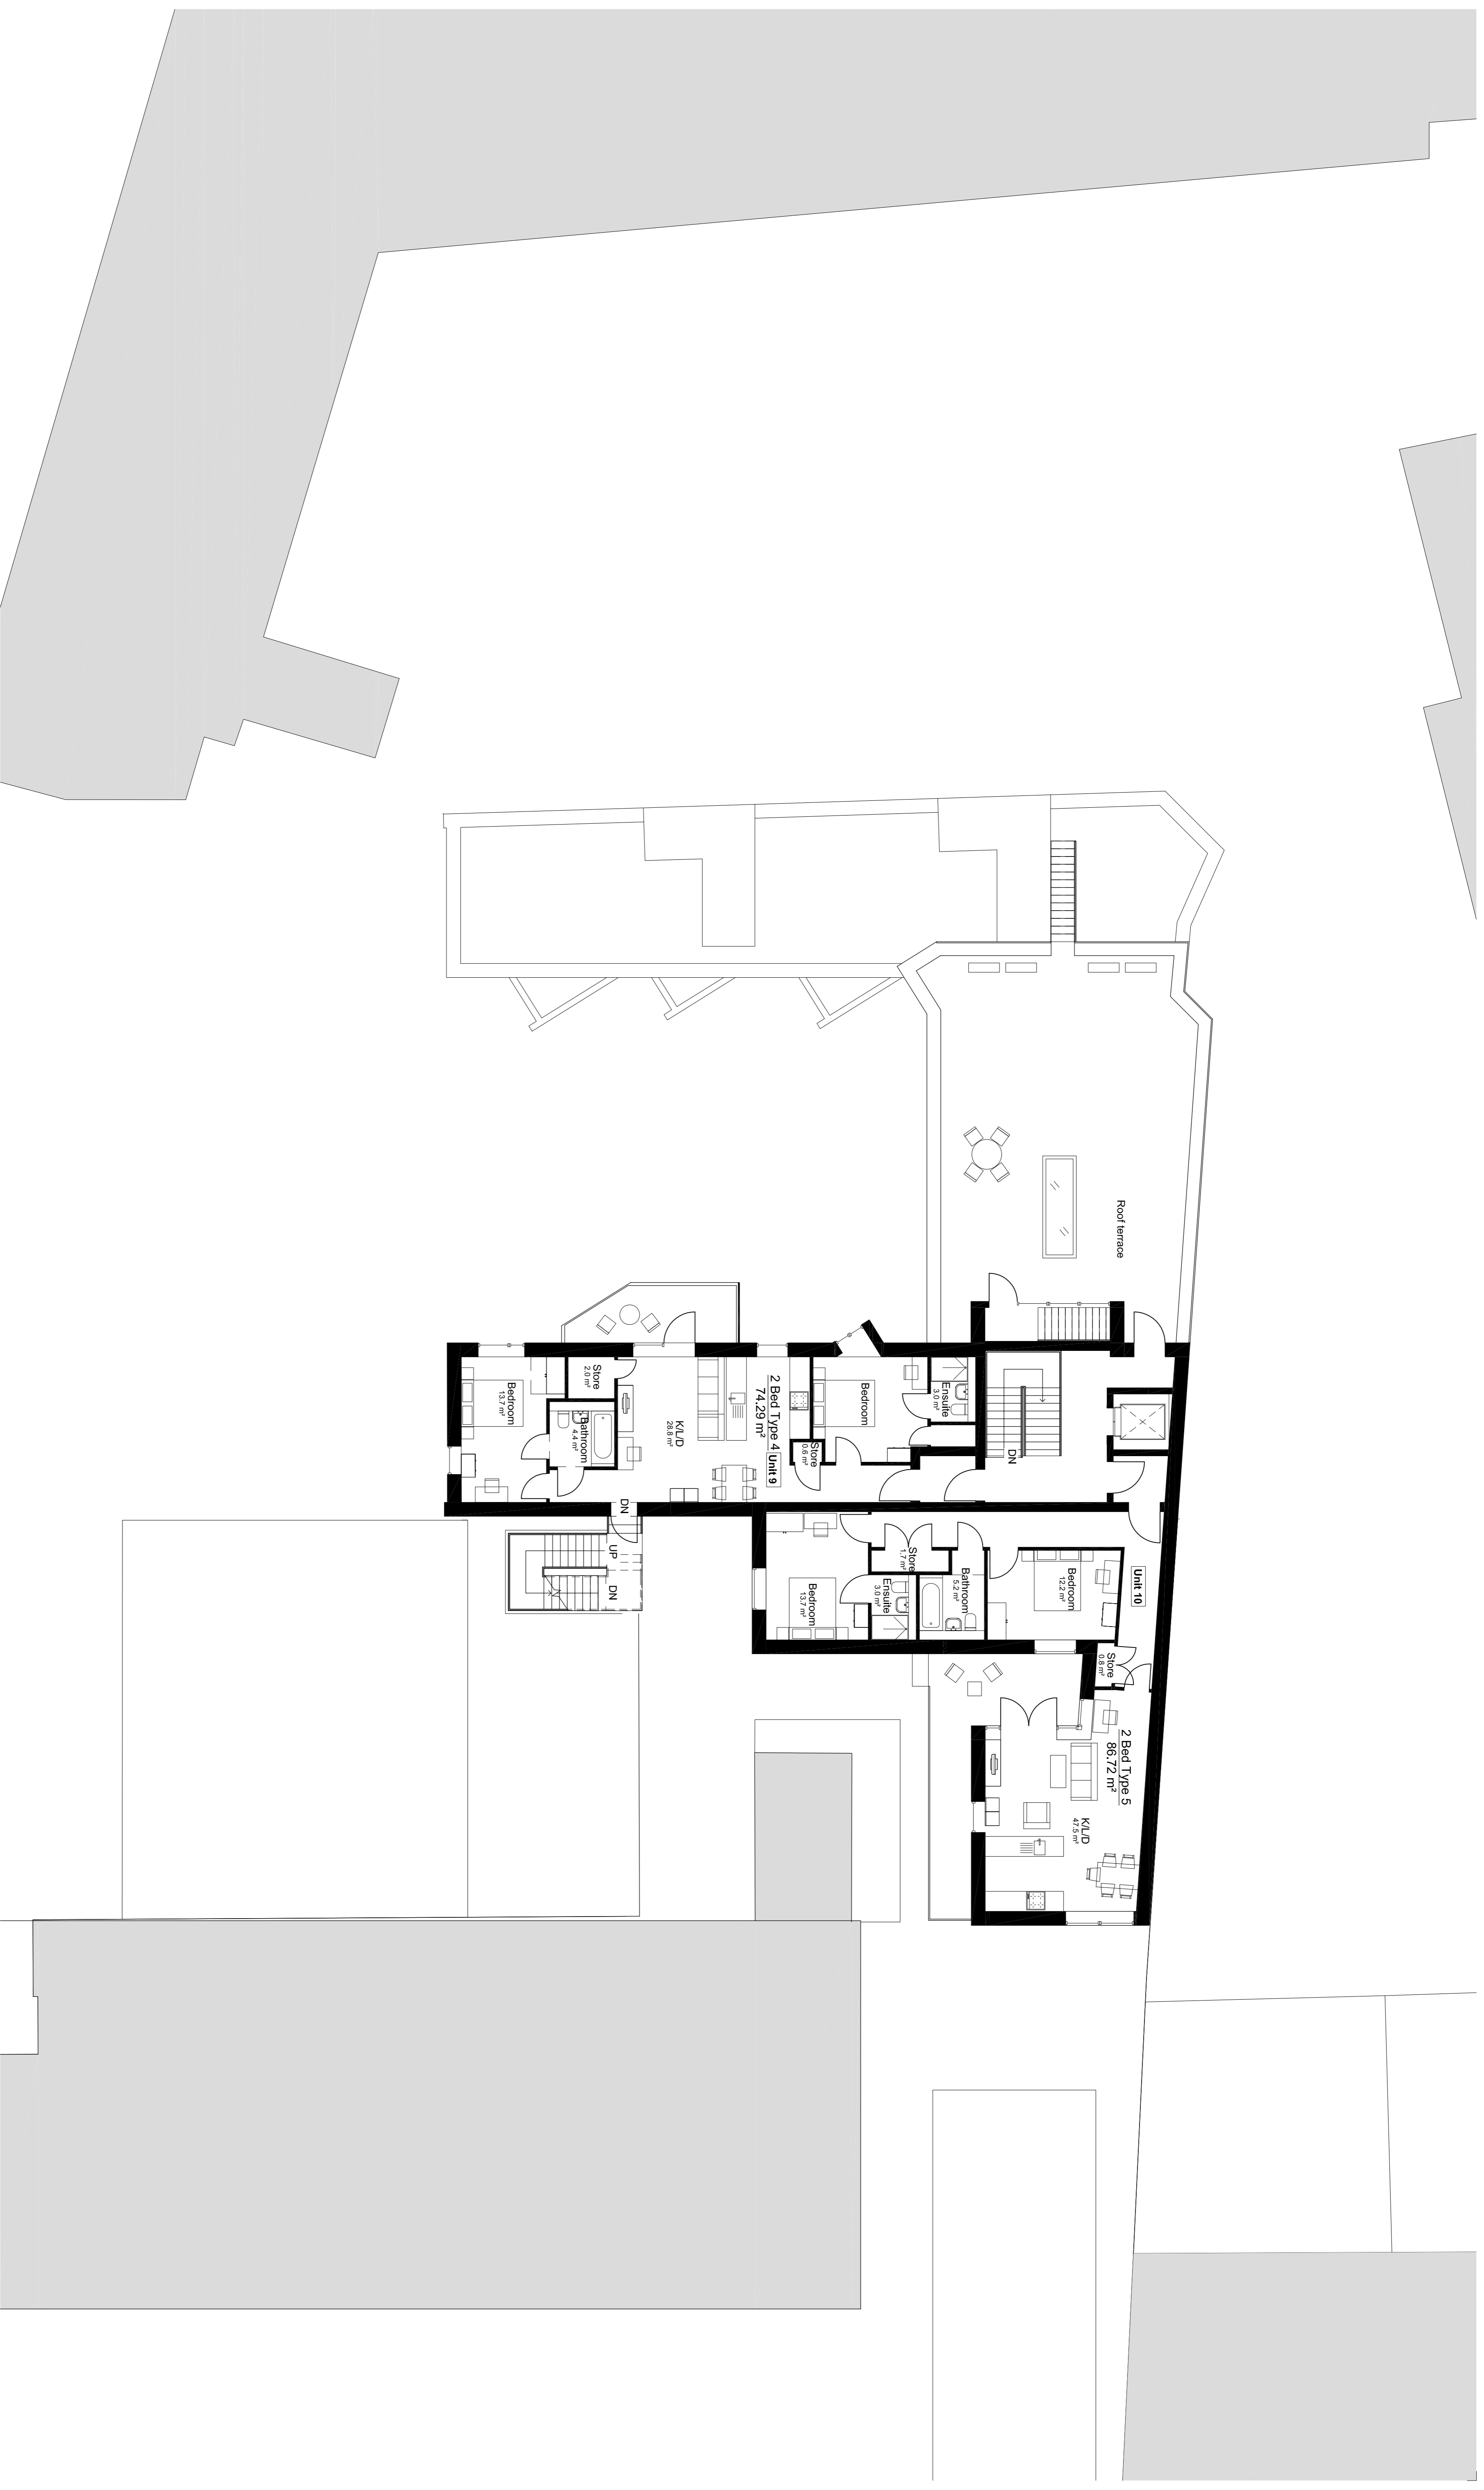 Roof terrace
DN
Ensuite
3.0 m²
Bedroom
Store
0.6 m²
2 Bed Type 4
74.29 m²
Unit 9
K/L/D
28.8 m²
Store
2.0 m²
Bathroom
4.4 m²
Bedroom
13.7 m²
DN
UP
DN
Unit 10
Bedroom
12.2 m²
Bathroom
5.2 m²
Store
1.7 m²
Ensuite
3.0 m²
Bedroom
13.7 m²
Store
0.8 m²
2 Bed Type 5
86.72 m²
K/L/D
47.5 m²